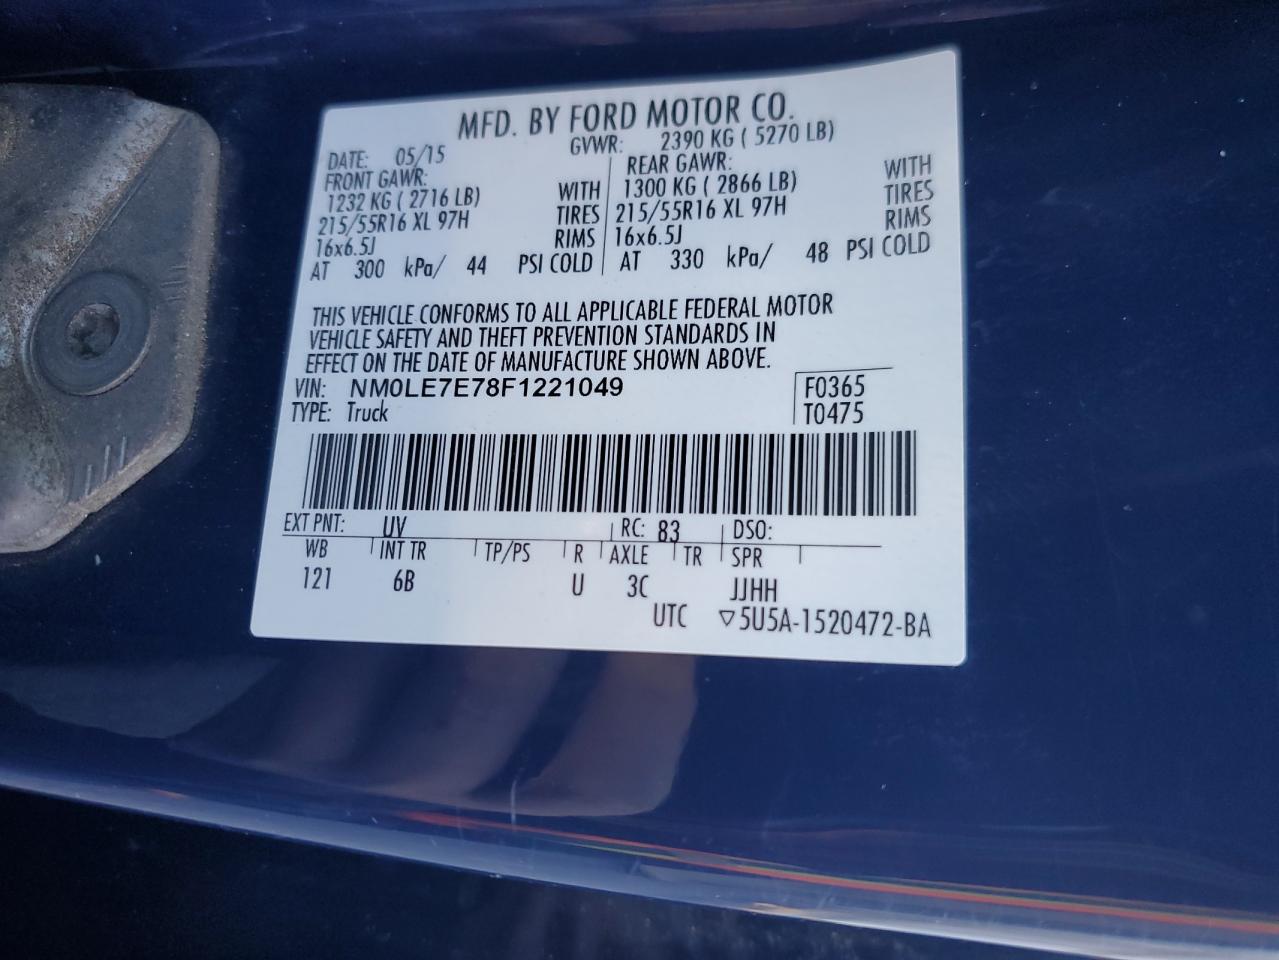 MFD. BY FORD MOTOR CO.
DATE: 05/15 GVWR: 2390 KG ( 5270 LB)
FRONT GAWR: REAR GAWR:
1232 KG ( 2716 LB) WITH 1300 KG ( 2866 LB) WITH
215/55R16 XL 97H TIRES 215/55R16 XL 97H TIRES
16x6.5J RIMS 16x6.5J RIMS
AT 300 kPa/ 44 PSI COLD AT 330 kPa/ 48 PSI COLD
THIS VEHICLE CONFORMS TO ALL APPLICABLE FEDERAL MOTOR
VEHICLE SAFETY AND THEFT PREVENTION STANDARDS IN
EFFECT ON THE DATE OF MANUFACTURE SHOWN ABOVE.
VIN: NM0LE7E78F1221049 F0365
TYPE: Truck T0475
EXT PNT: UV RC: 83 DSO:
WB INT TR TP/PS R AXLE TR SPR
121 6B U 3C JJHH
UTC ▽5U5A-1520472-BA